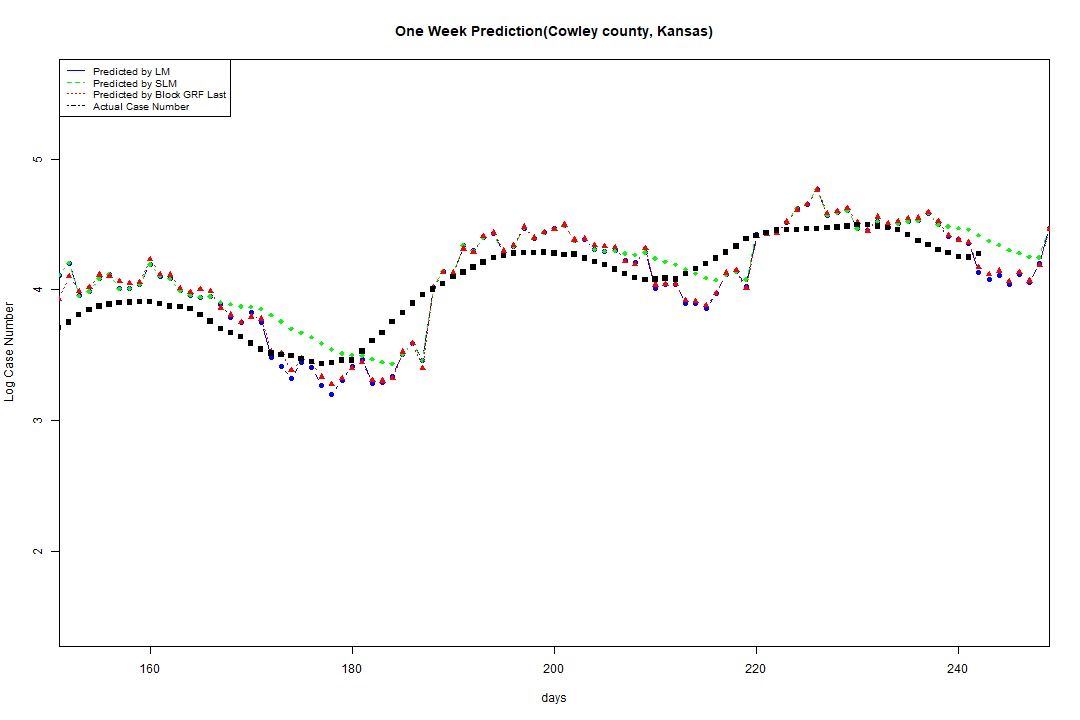 One Week Prediction(Cowley county, Kansas)
Predicted by LM
Predicted by SLM
Predicted by Block GRF Last
Actual Case Number
5
4
3
2
Log Case Number
160 180 200 220 240
days